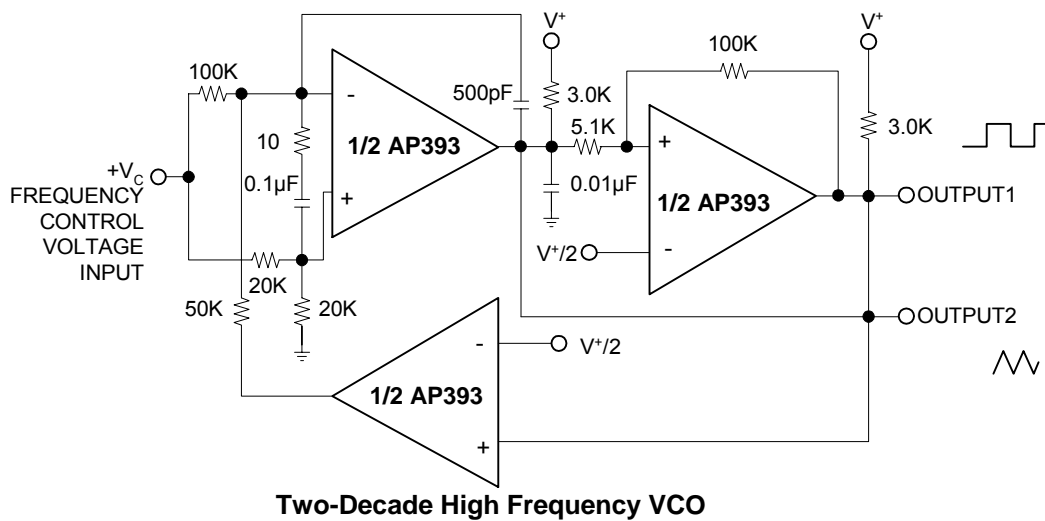 V+
V+
100K
100K
500pF
3.0K
3.0K
-
5.1K
10
1/2 AP393
+
+VC
0.1µF
0.01µF
1/2 AP393
OUTPUT1
FREQUENCY
CONTROL
VOLTAGE
INPUT
+
V+/2
-
20K
50K
20K
OUTPUT2
-
V+/2
1/2 AP393
+
Two-Decade High Frequency VCO